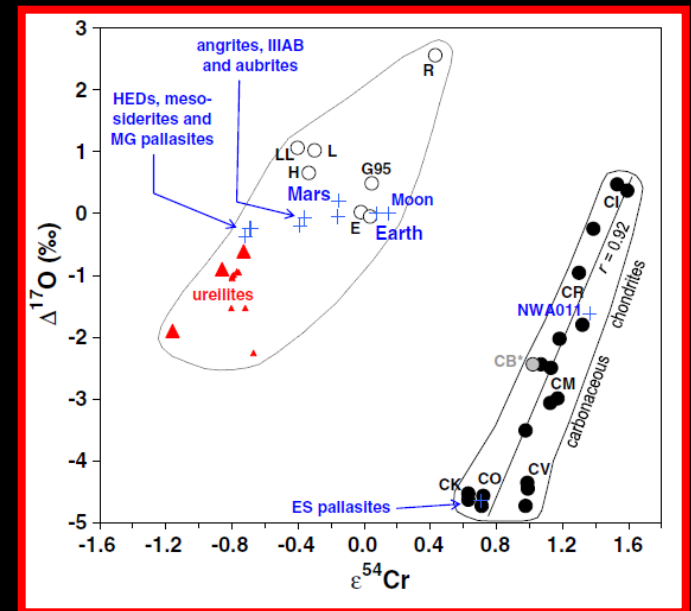 angrites, IIIAB
and aubrites
HEDs, meso-
siderites and
MG pallasites
R
LL
L
H
G95
Mars
Moon
E
Earth
ureilites
CI
r = 0.92
CR
NWA011
chondrites
CB*
CM
carbonaceous
CK
CO
CV
ES pallasites
3
2
1
0
-1
-2
-3
-4
-5
Δ17O (‰)
-1.6 -1.2 -0.8 -0.4 0.0 0.4 0.8 1.2 1.6
ε54Cr